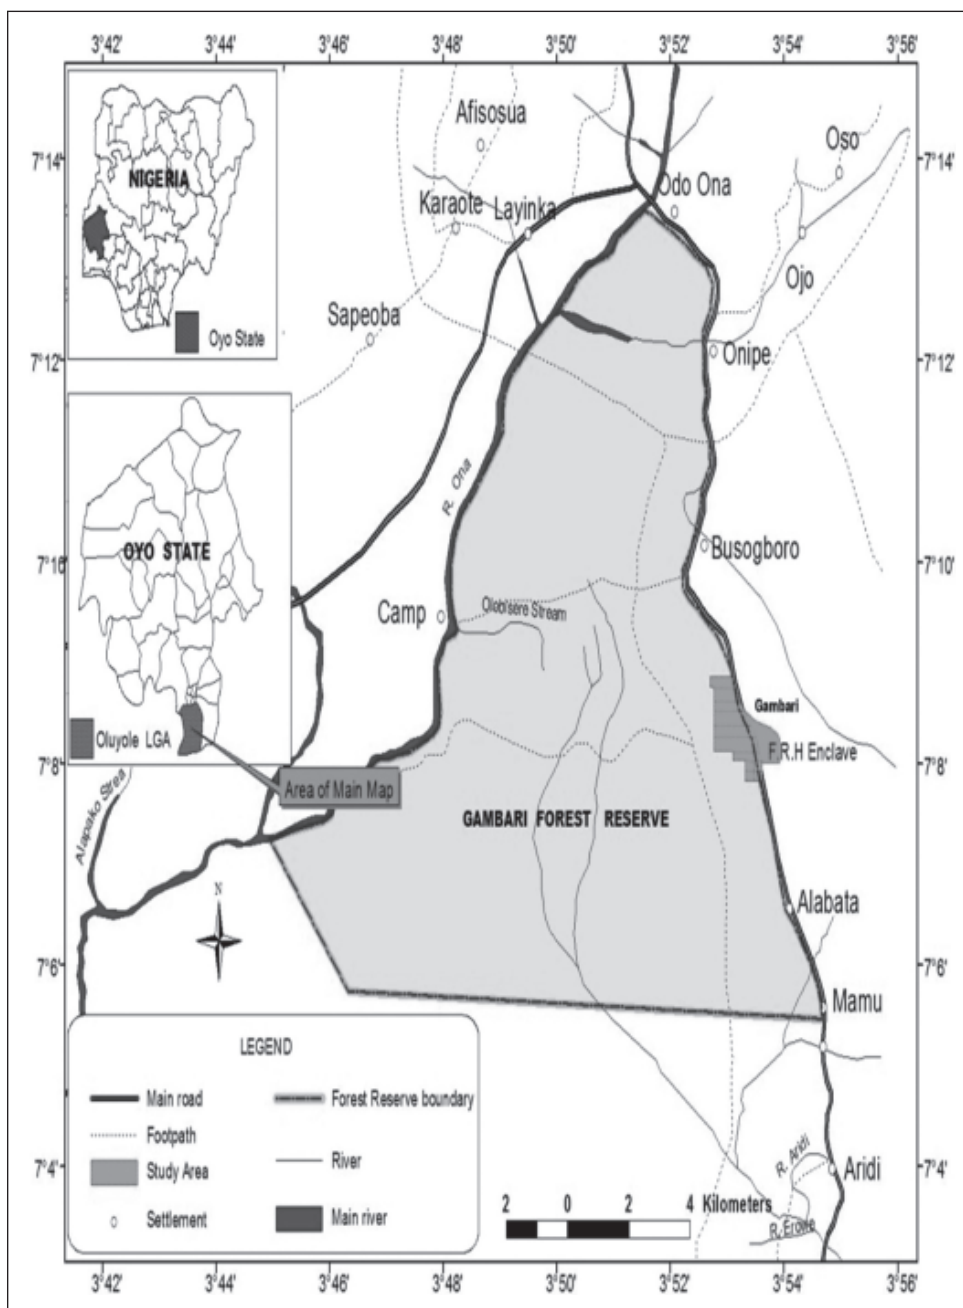 3°42' 3°44' 3°46' 3°48' 3°50' 3°52' 3°54' 3°56'
7°14'
7°12'
7°10'
7°8'
7°6'
7°4'
NIGERIA
Oyo State
OYO STATE
Oluyole LGA
Area of Main Map
Afisosua
Karaote
Layinka
Odo Ona
Oso
Ojo
Sapeoba
Onipe
R. Ona
Busogboro
Camp
Olobisere Stream
Gambari
F.R.H Enclave
GAMBARI FOREST RESERVE
Alapako Strea
N
Alabata
Mamu
R. Aridi
Aridi
LEGEND
Main road
Forest Reserve boundary
Footpath
Study Area
River
Settlement
Main river
2 0 2 4 Kilometers
7°14'
7°12'
7°10'
7°8'
7°6'
7°4'
3°42' 3°44' 3°46' 3°48' 3°50' 3°52' 3°54' 3°56'